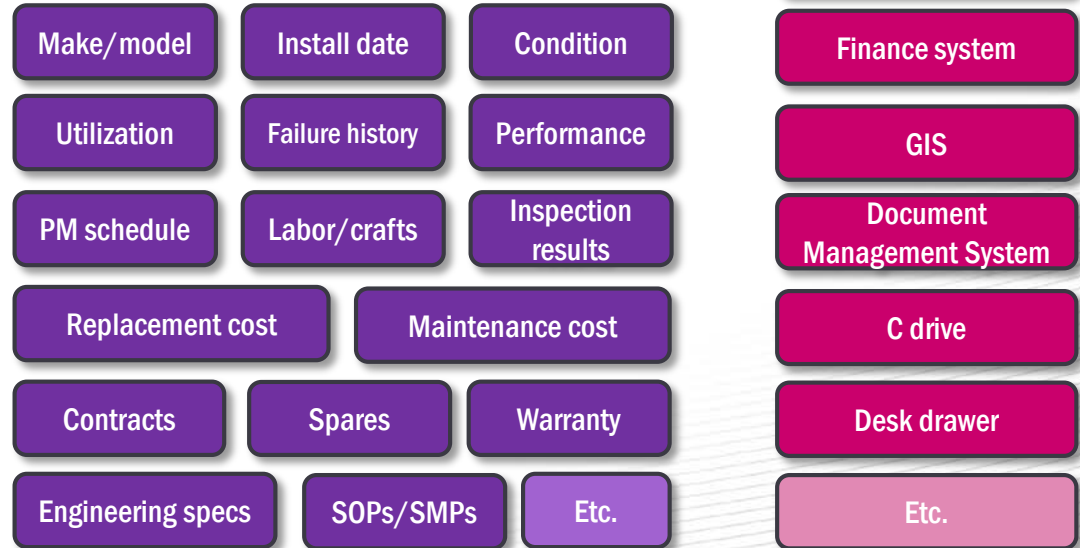 Make/model
Install date
Condition
Utilization
Failure history
Performance
PM schedule
Labor/crafts
Inspection
results
Replacement cost
Maintenance cost
Contracts
Spares
Warranty
Engineering specs
SOPs/SMPs
Etc.
Finance system
GIS
Document
Management System
C drive
Desk drawer
Etc.